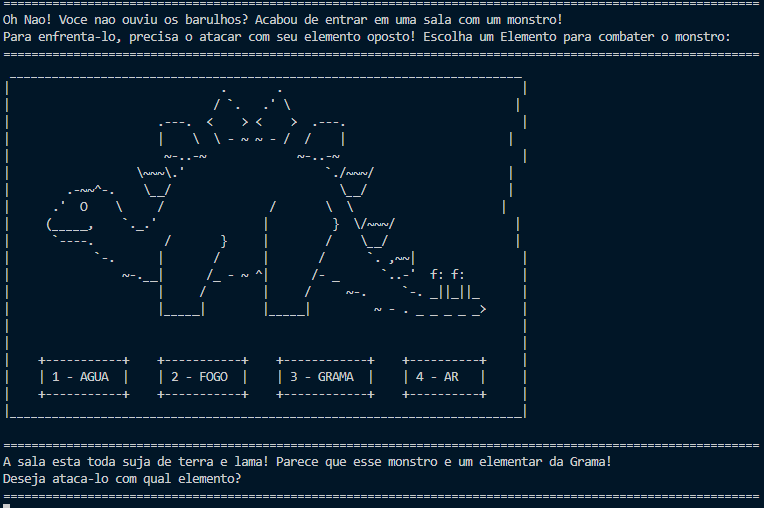 Oh Nao! Voce nao ouviu os barulhos? Acabou de entrar em uma sala com um monstro!
Para enfrenta-lo, precisa o atacar com seu elemento oposto! Escolha um Elemento para combater o monstro:
f: f:
1 - AGUA 2 - FOGO 3 - GRAMA 4 - AR
A sala esta toda suja de terra e lama! Parece que esse monstro e um elementar da Grama!
Deseja ataca-lo com qual elemento?